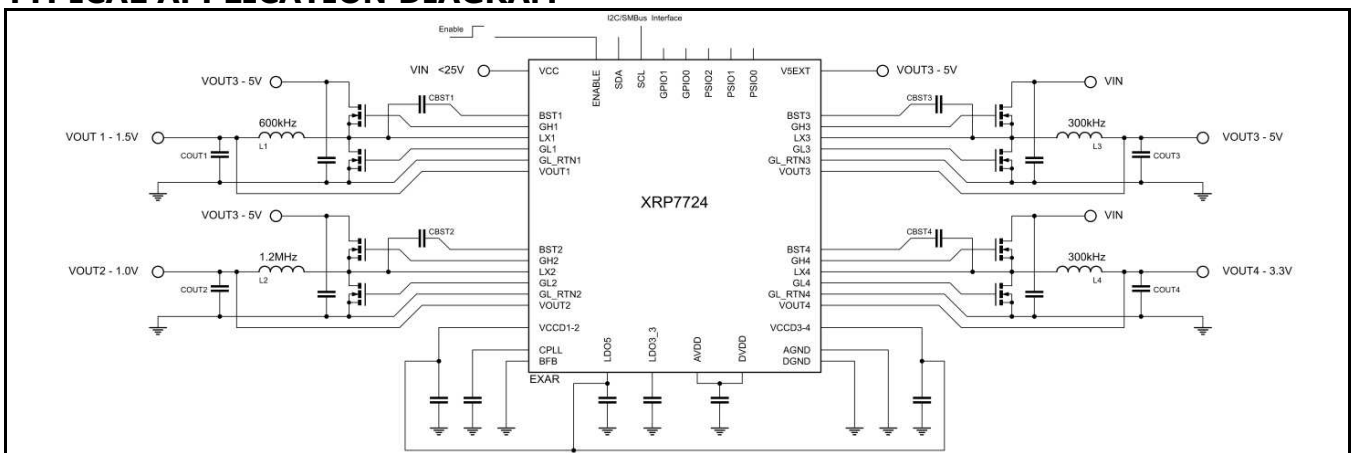 TYPICAL APPLICATION DIAGRAM
I2C/SMBus Interface
Enable
VIN <25V
VCC
ENABLE
SDA
SCL
GPIO1
GPIO0
PSIO2
PSIO1
PSIO0
V5EXT
VOUT3 - 5V
VOUT3 - 5V
CBST1
BST1
GH1
LX1
GL1
GL_RTN1
VOUT1
600kHz
L1
VOUT 1 - 1.5V
COUT1
BST3
GH3
LX3
GL3
GL_RTN3
VOUT3
CBST3
VIN
300kHz
L3
VOUT3 - 5V
COUT3
XRP7724
VOUT3 - 5V
CBST2
BST2
GH2
LX2
GL2
GL_RTN2
VOUT2
1.2MHz
L2
VOUT2 - 1.0V
COUT2
BST4
GH4
LX4
GL4
GL_RTN4
VOUT4
CBST4
VIN
300kHz
L4
VOUT4 - 3.3V
COUT4
VCCD1-2
CPLL
BFB
LDO5
LDO3_3
AVDD
DVDD
VCCD3-4
AGND
DGND
EXAR